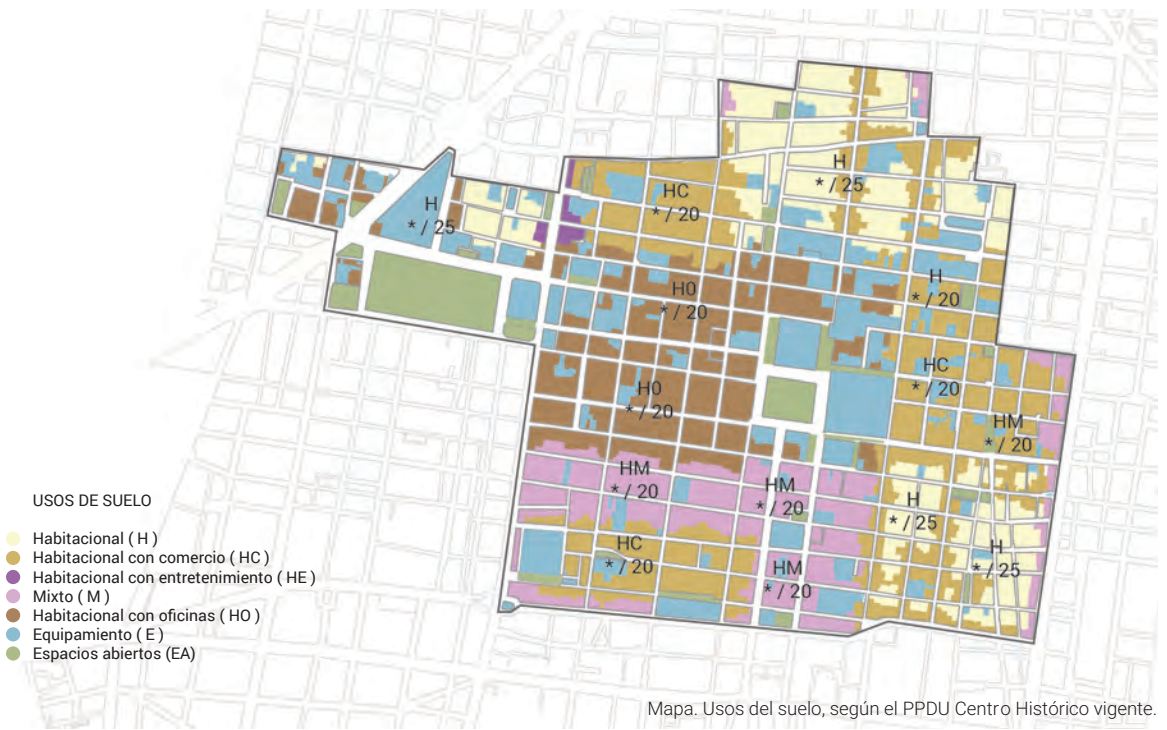 H
* / 25
HC
* / 20
H
* / 25
H
* / 20
H0
* / 20
HC
* / 20
H0
* / 20
HM
* / 20
HM
* / 20
HM
* / 20
H
* / 25
HC
* / 20
H
* / 25
HM
* / 20
USOS DE SUELO
Habitacional ( H )
Habitacional con comercio ( HC )
Habitacional con entretenimiento ( HE )
Mixto ( M )
Habitacional con oficinas ( HO )
Equipamiento ( E )
Espacios abiertos (EA)
Mapa. Usos del suelo, según el PPDU Centro Histórico vigente.